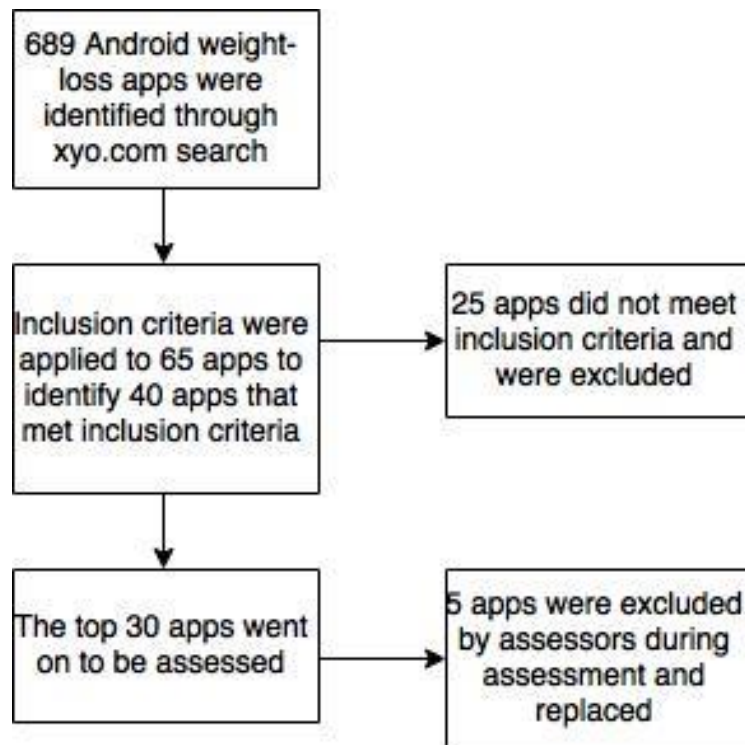 689 Android weight-
loss apps were
identified through
xyo.com search
Inclusion criteria were
applied to 65 apps to
identify 40 apps that
met inclusion criteria
25 apps did not meet
inclusion criteria and
were excluded
The top 30 apps went
on to be assessed
5 apps were excluded
by assessors during
assessment and
replaced